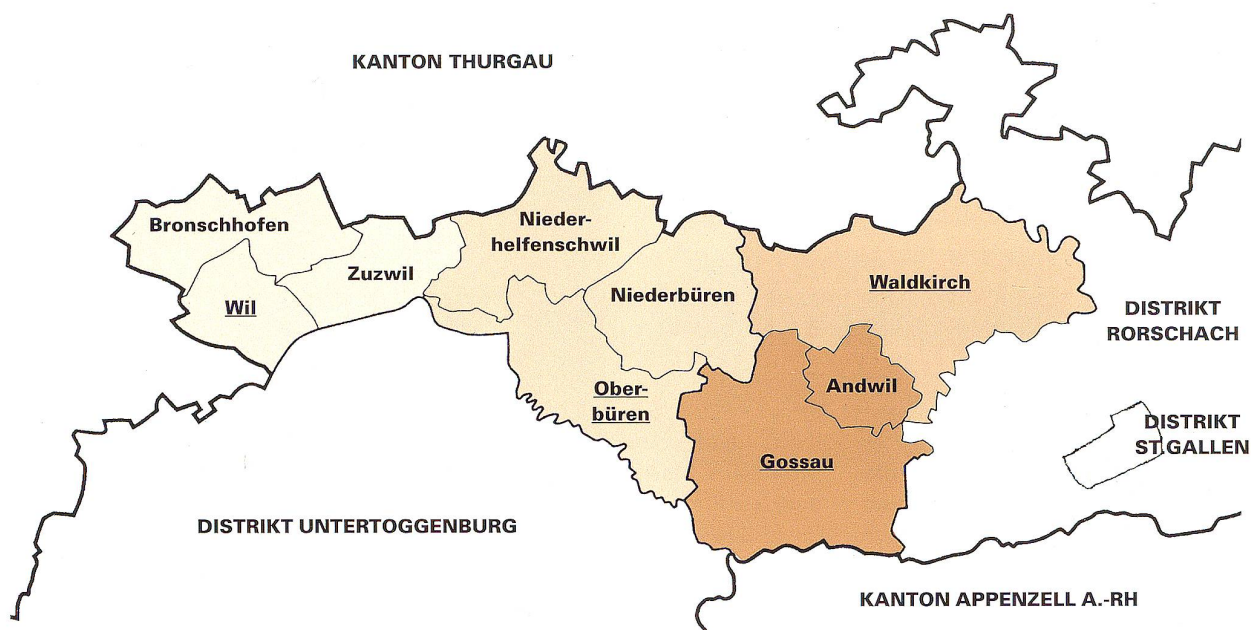 KANTON THURGAU
Bronschhofen
Nieder-
helfenschwil
Zuzwil
Wil
Niederbüren
Waldkirch
DISTRIKT
RORSCHACH
Ober-
büren
Andwil
DISTRIKT
ST.GALLEN
Gossau
DISTRIKT UNTERTOGGENBURG
KANTON APPENZELL A.-RH